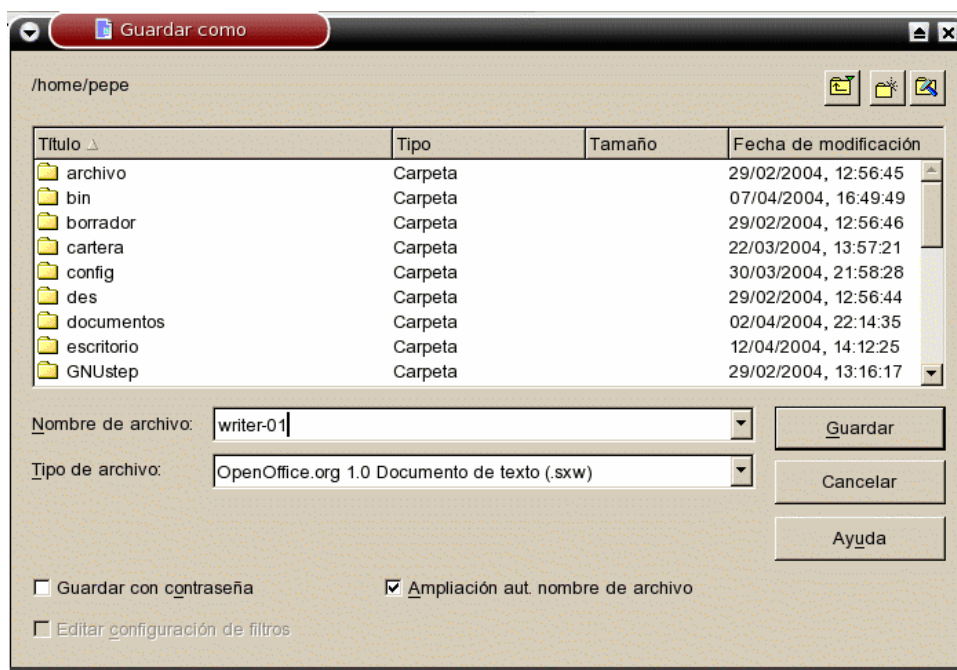 Guardar como
/home/pepe
Título Tipo Tamaño Fecha de modificación
archivo Carpeta 29/02/2004, 12:56:45
bin Carpeta 07/04/2004, 16:49:49
borrador Carpeta 29/02/2004, 12:56:46
cartera Carpeta 22/03/2004, 13:57:21
config Carpeta 30/03/2004, 21:58:28
des Carpeta 29/02/2004, 12:56:44
documentos Carpeta 02/04/2004, 22:14:35
escritorio Carpeta 12/04/2004, 14:12:25
GNUstep Carpeta 29/02/2004, 13:16:17
Nombre de archivo: writer-01 Guardar
Tipo de archivo: OpenOffice.org 1.0 Documento de texto (.sxw) Cancelar
Ayuda
Guardar con contraseña Ampliación aut. nombre de archivo
Editar configuración de filtros